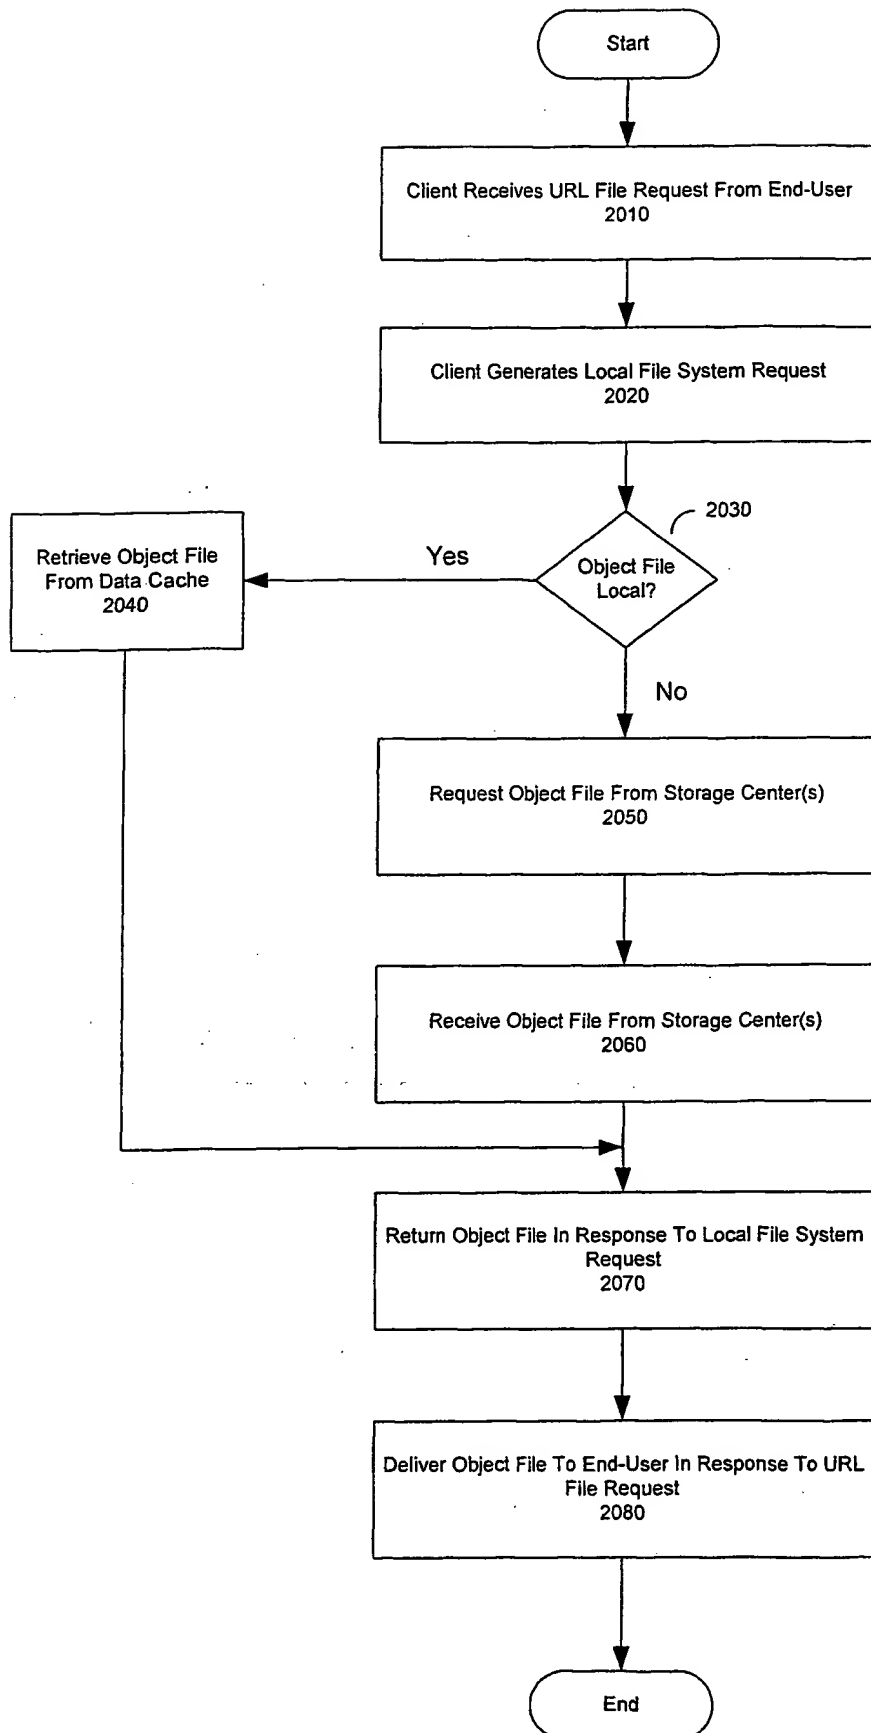 Start
Client Receives URL File Request From End-User
2010
Client Generates Local File System Request
2020
2030
Object File
Local?
Yes
Retrieve Object File
From Data Cache
2040
No
Request Object File From Storage Center(s)
2050
Receive Object File From Storage Center(s)
2060
Return Object File In Response To Local File System
Request
2070
Deliver Object File To End-User In Response To URL
File Request
2080
End